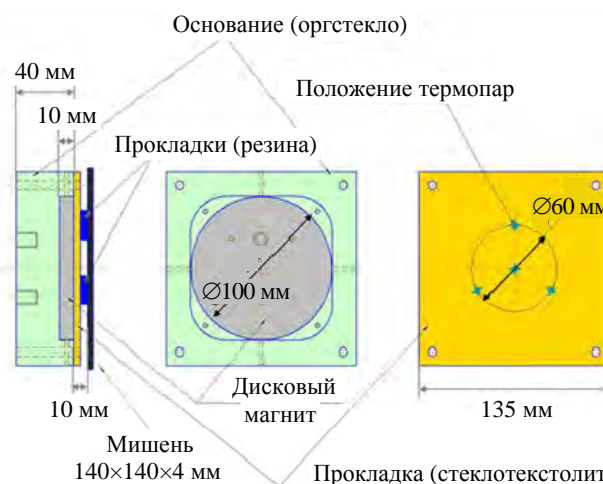 Основание (оргстекло)
40 мм
Положение термопар
10 мм
Прокладки (резина)
∅60 мм
∅100 мм
Дисковый
магнит
10 мм
135 мм
Мишень
140×140×4 мм
Прокладка (стеклотекстолит